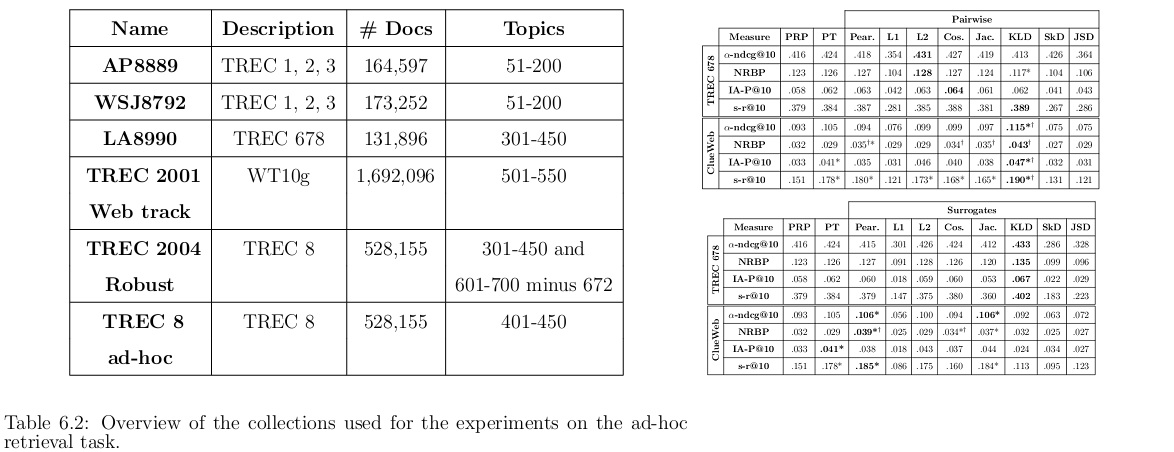 Name Description # Docs Topics
AP8889 TREC 1, 2, 3 164,597 51-200
WSJ8792 TREC 1, 2, 3 173,252 51-200
LA8990 TREC 678 131,896 301-450
TREC 2001 WT10g 1,692,096 501-550
Web track
TREC 2004 TREC 8 528,155 301-450 and
Robust 601-700 minus 672
TREC 8 TREC 8 528,155 401-450
ad-hoc
Table 6.2: Overview of the collections used for the experiments on the ad-hoc
retrieval task.
Pairwise
Measure PRP PT Pear. L1 L2 Cos. Jac. KLD SkD JSD
TREC 678
α-ndcg@10 .416 .424 .418 .354 .431 .427 .419 .413 .426 .364
NRBP .123 .126 .127 .104 .128 .127 .124 .117* .104 .106
IA-P@10 .058 .062 .063 .042 .063 .064 .061 .062 .041 .043
s-r@10 .379 .384 .387 .281 .385 .388 .381 .389 .267 .286
ClueWeb
α-ndcg@10 .093 .105 .094 .076 .099 .099 .097 .115*† .075 .075
NRBP .032 .029 .035†* .029 .029 .034† .035† .043† .027 .029
IA-P@10 .033 .041* .035 .031 .046 .040 .038 .047*† .032 .031
s-r@10 .151 .178* .180* .121 .173* .168* .165* .190*† .131 .121
Surrogates
Measure PRP PT Pear. L1 L2 Cos. Jac. KLD SkD JSD
TREC 678
α-ndcg@10 .416 .424 .415 .301 .426 .424 .412 .433 .286 .328
NRBP .123 .126 .127 .091 .128 .126 .120 .135 .099 .096
IA-P@10 .058 .062 .060 .018 .059 .060 .053 .067 .022 .029
s-r@10 .379 .384 .379 .147 .375 .380 .360 .402 .183 .223
ClueWeb
α-ndcg@10 .093 .105 .106* .056 .100 .094 .106* .092 .063 .072
NRBP .032 .029 .039*† .025 .029 .034*† .037* .032 .025 .027
IA-P@10 .033 .041* .038 .018 .043 .037 .044 .024 .034 .027
s-r@10 .151 .178* .185* .086 .175 .160 .184* .113 .095 .123